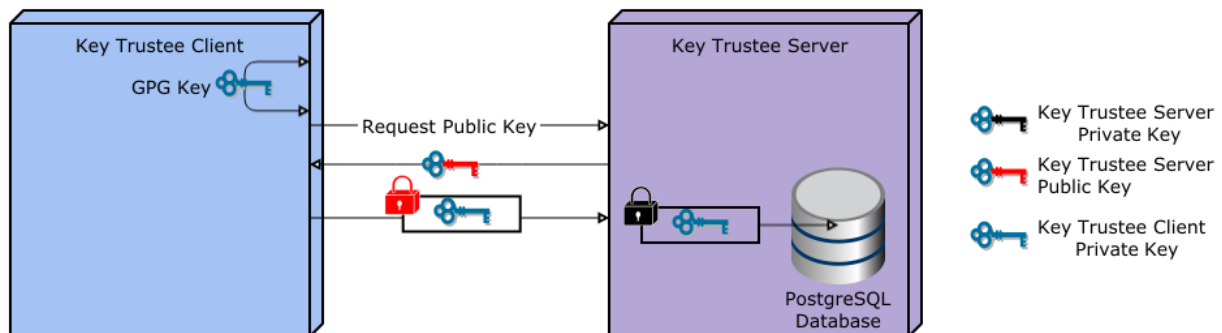 Key Trustee Client
GPG Key
Request Public Key
Key Trustee Server
PostgreSQL
Database
Key Trustee Server
Private Key
Key Trustee Server
Public Key
Key Trustee Client
Private Key